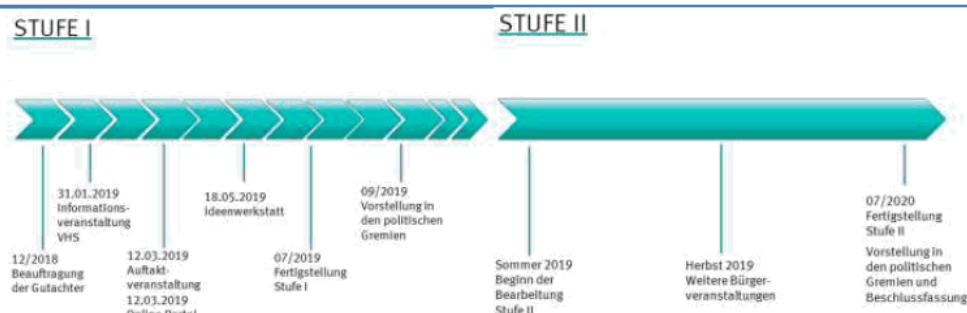 STUFE I
12/2018
Beauftragung
der Gutachter
31.01.2019
Informations-
veranstaltung
VHS
12.03.2019
Auftakt-
veranstaltung
12.03.2019
Online Portal
18.05.2019
Ideenwerkstatt
07/2019
Fertigstellung
Stufe I
09/2019
Vorstellung in
den politischen
Gremien
STUFE II
Sommer 2019
Beginn der
Bearbeitung
Stufe II
Herbst 2019
Weitere Bürger-
veranstaltungen
07/2020
Fertigstellung
Stufe II
Vorstellung in
den politischen
Gremien und
Beschlussfassung